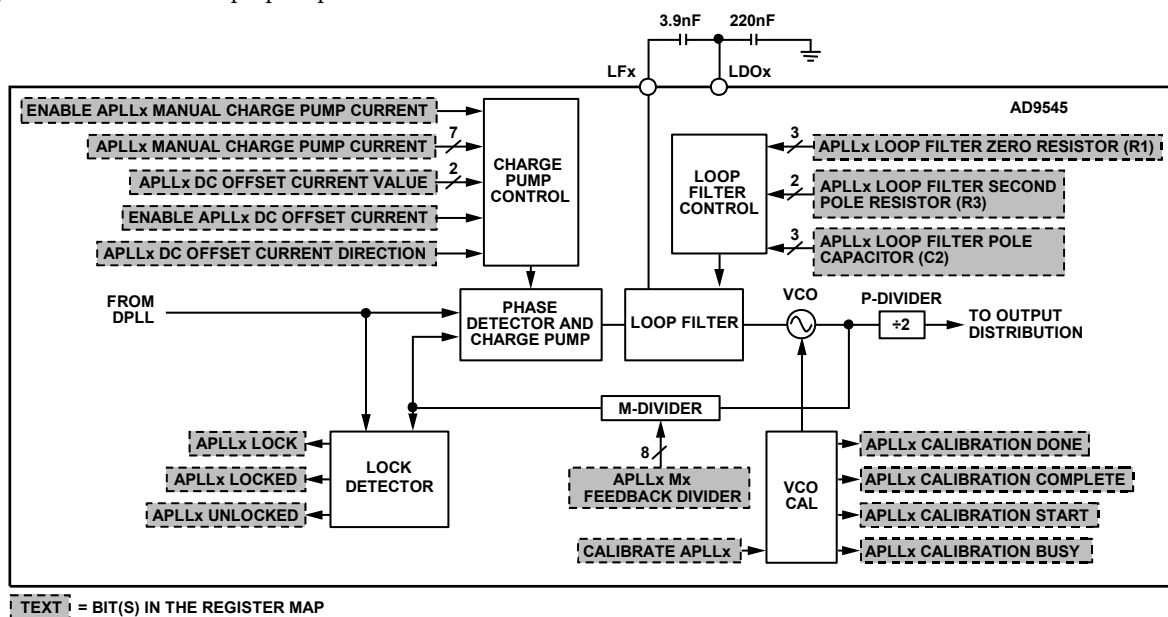 3.9nF
220nF
LFx
LDOx
AD9545
ENABLE APLLx MANUAL CHARGE PUMP CURRENT
APLLx MANUAL CHARGE PUMP CURRENT
7
APLLx DC OFFSET CURRENT VALUE
2
ENABLE APLLx DC OFFSET CURRENT
APLLx DC OFFSET CURRENT DIRECTION
CHARGE
PUMP
CONTROL
LOOP
FILTER
CONTROL
3
APLLx LOOP FILTER ZERO RESISTOR (R1)
2
APLLx LOOP FILTER SECOND
POLE RESISTOR (R3)
3
APLLx LOOP FILTER POLE
CAPACITOR (C2)
FROM
DPLL
PHASE
DETECTOR AND
CHARGE PUMP
LOOP FILTER
VCO
P-DIVIDER
÷2
TO OUTPUT
DISTRIBUTION
M-DIVIDER
8
APLLx Mx
FEEDBACK DIVIDER
APLLx LOCK
APLLx LOCKED
APLLx UNLOCKED
LOCK
DETECTOR
CALIBRATE APLLx
VCO
CAL
APLLx CALIBRATION DONE
APLLx CALIBRATION COMPLETE
APLLx CALIBRATION START
APLLx CALIBRATION BUSY
TEXT = BIT(S) IN THE REGISTER MAP